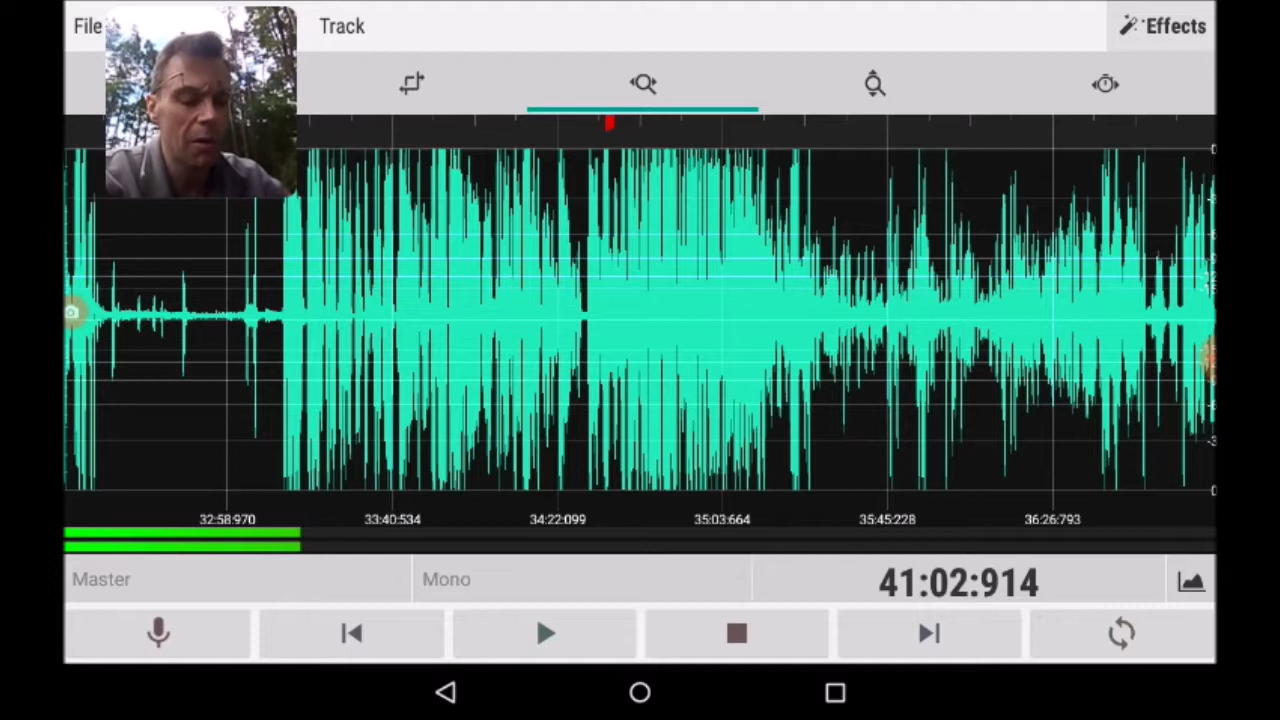 File
Track
Effects
32:58:970
33:40:534
34:22:099
35:03:664
35:45:228
36:26:793
Master
Mono
41:02:914